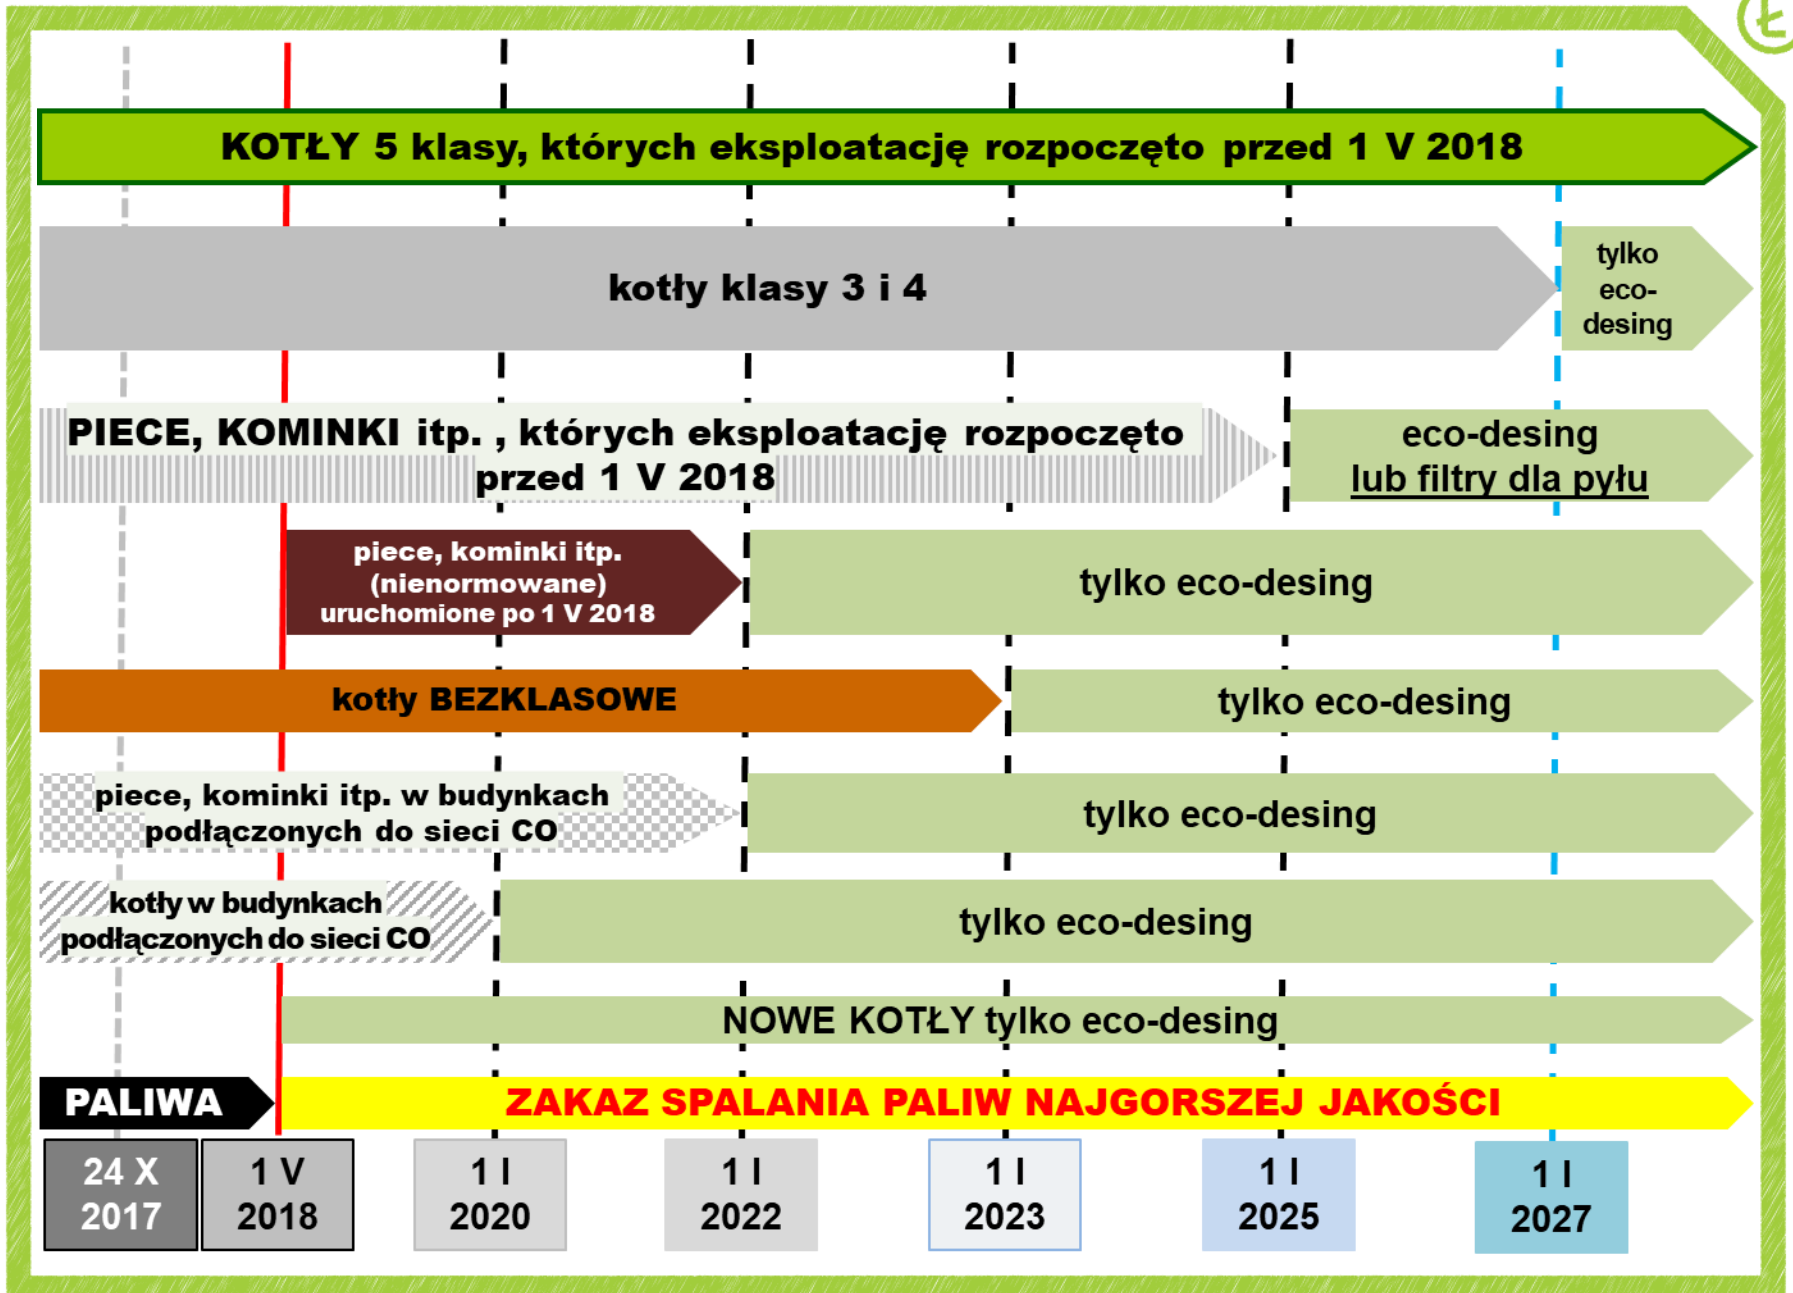 Ł
KOTŁY 5 klasy, których eksploatację rozpoczęto przed 1 V 2018
kotły klasy 3 i 4
tylko
eco-
desing
PIECE, KOMINKI itp. , których eksploatację rozpoczęto
przed 1 V 2018
eco-desing
lub filtry dla pyłu
piece, kominki itp.
(nienormowane)
uruchomione po 1 V 2018
tylko eco-desing
kotły BEZKLASOWE
tylko eco-desing
piece, kominki itp. w budynkach
podłączonych do sieci CO
tylko eco-desing
kotły w budynkach
podłączonych do sieci CO
tylko eco-desing
NOWE KOTŁY tylko eco-desing
PALIWA
ZAKAZ SPALANIA PALIW NAJGORSZEJ JAKOŚCI
24 X
2017
1 V
2018
1 I
2020
1 I
2022
1 I
2023
1 I
2025
1 I
2027